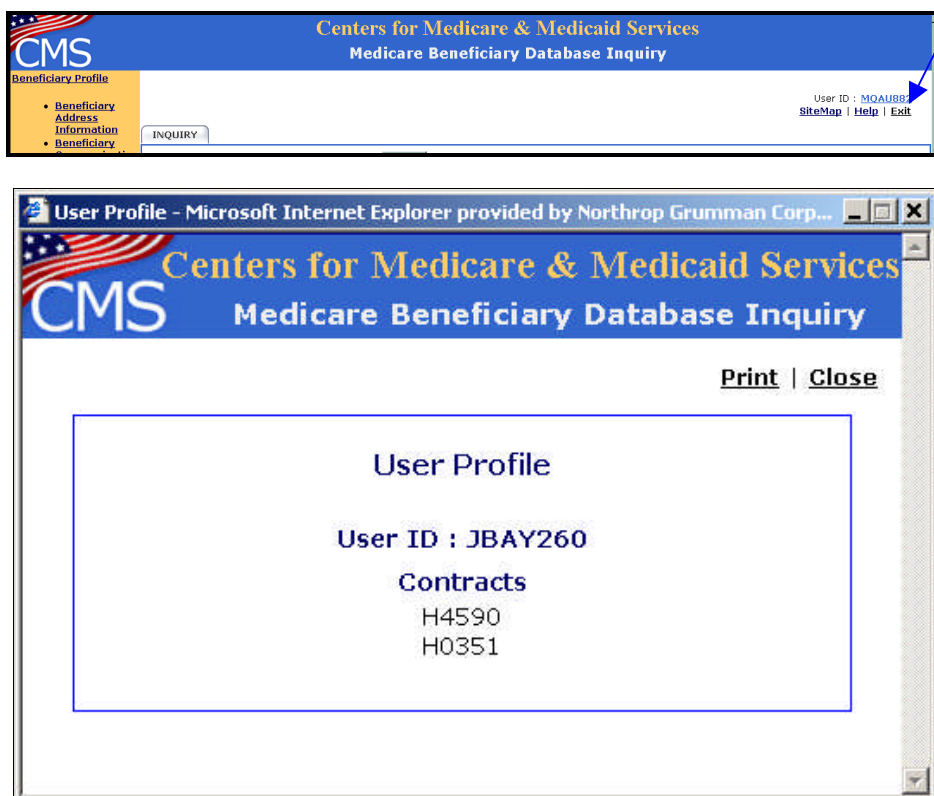 CMS
Centers for Medicare & Medicaid Services
Medicare Beneficiary Database Inquiry
Beneficiary Profile
• Beneficiary
Address
Information
• Beneficiary
User ID : MQAU882
SiteMap | Help | Exit
INQUIRY
User Profile - Microsoft Internet Explorer provided by Northrop Grumman Corp...
CMS
Centers for Medicare & Medicaid Services
Medicare Beneficiary Database Inquiry
Print | Close
User Profile
User ID : JBAY260
Contracts
H4590
H0351